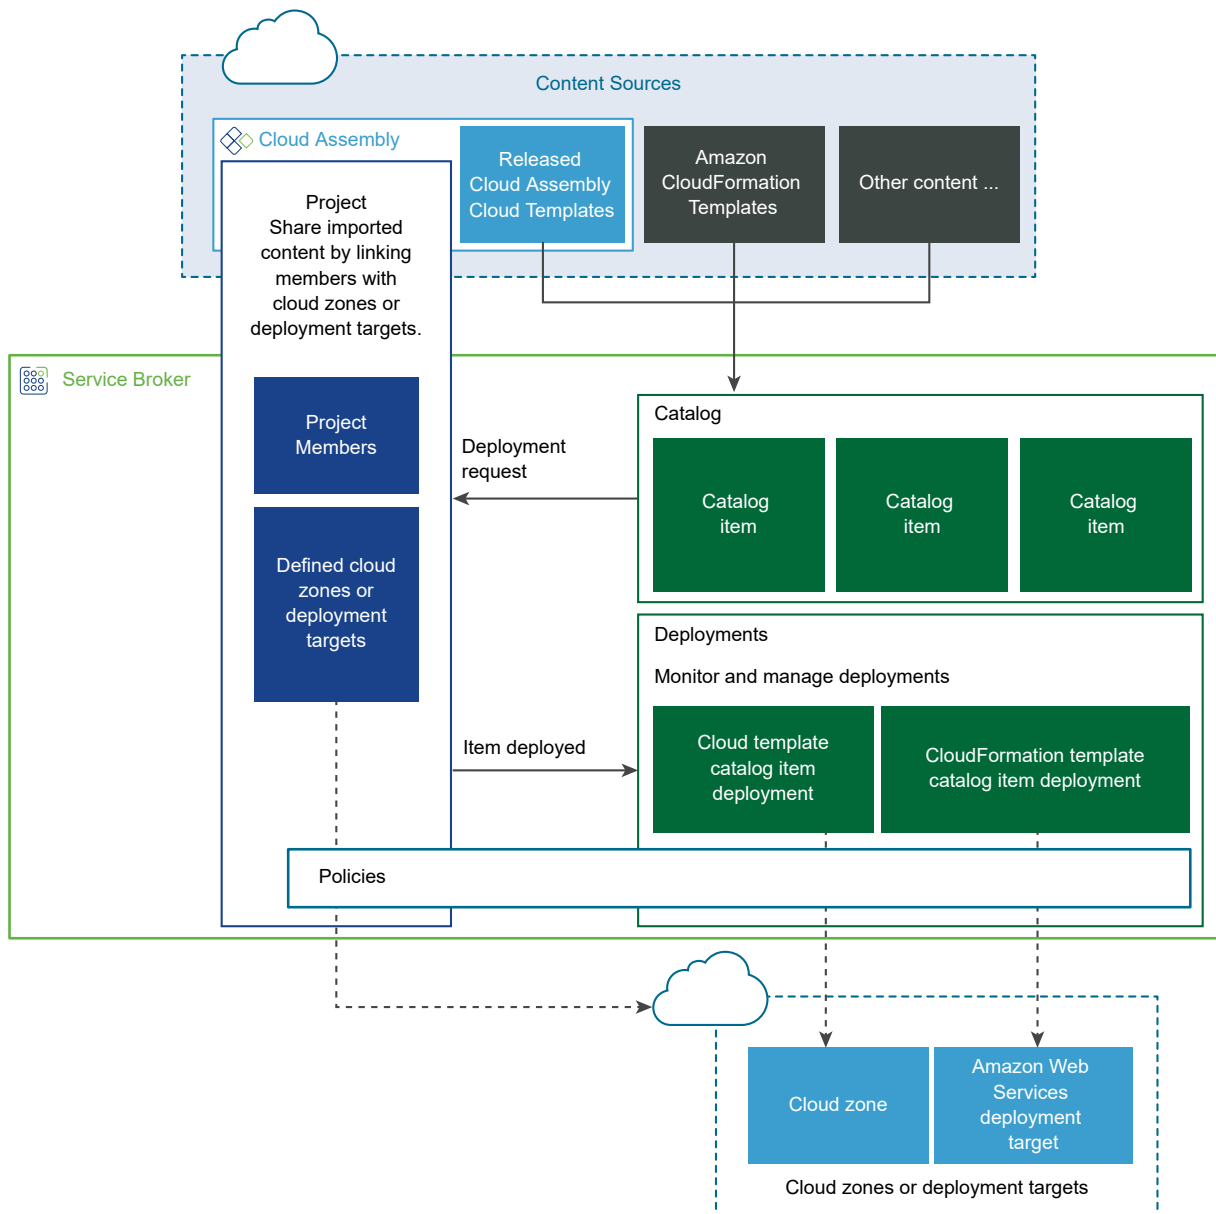 Content Sources
Cloud Assembly
Released
Cloud Assembly
Cloud Templates
Amazon
CloudFormation
Templates
Other content ...
Project
Share imported
content by linking
members with
cloud zones or
deployment targets.
Service Broker
Project
Members
Defined cloud
zones or
deployment
targets
Deployment
request
Catalog
Catalog
item
Catalog
item
Catalog
item
Deployments
Monitor and manage deployments
Item deployed
Cloud template
catalog item
deployment
CloudFormation template
catalog item deployment
Policies
Cloud zone
Amazon Web
Services
deployment
target
Cloud zones or deployment targets